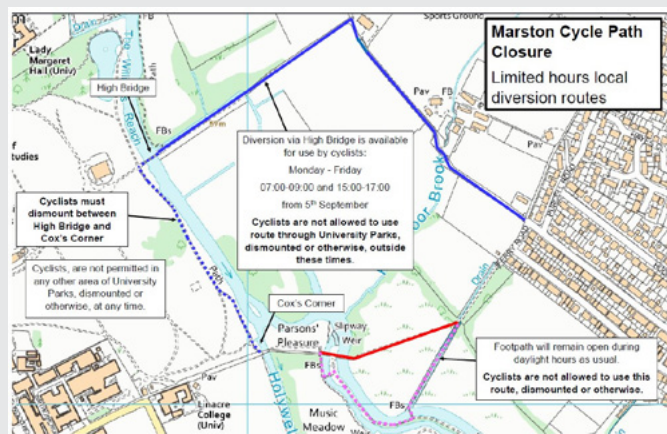 Marston Cycle Path
Closure
Limited hours local
diversion routes
Sports Ground
Lady
Margaret
Hall (Univ)
Drain
Path
High Bridge
FBs
Pav
FB
Diversion via High Bridge is available
for use by cyclists:
Monday - Friday
07:00-09:00 and 15:00-17:00
from 5th September
Cyclists are not allowed to use
route through University Parks,
dismounted or otherwise, outside
these times.
Brook
Cyclists must
dismount between
High Bridge and
Cox's Corner
Cyclists, are not permitted in
any other area of University
Parks, dismounted or
otherwise, at any time.
Path
Drain
Cox's Corner
Parsons'
Pleasure
Slipway
Weir
Footpath will remain open during
daylight hours as usual.
Cyclists are not allowed to use this
route, dismounted or otherwise.
Pav
FBs
FBs
Linacre
College
(Univ)
Music
Meadow
Weir